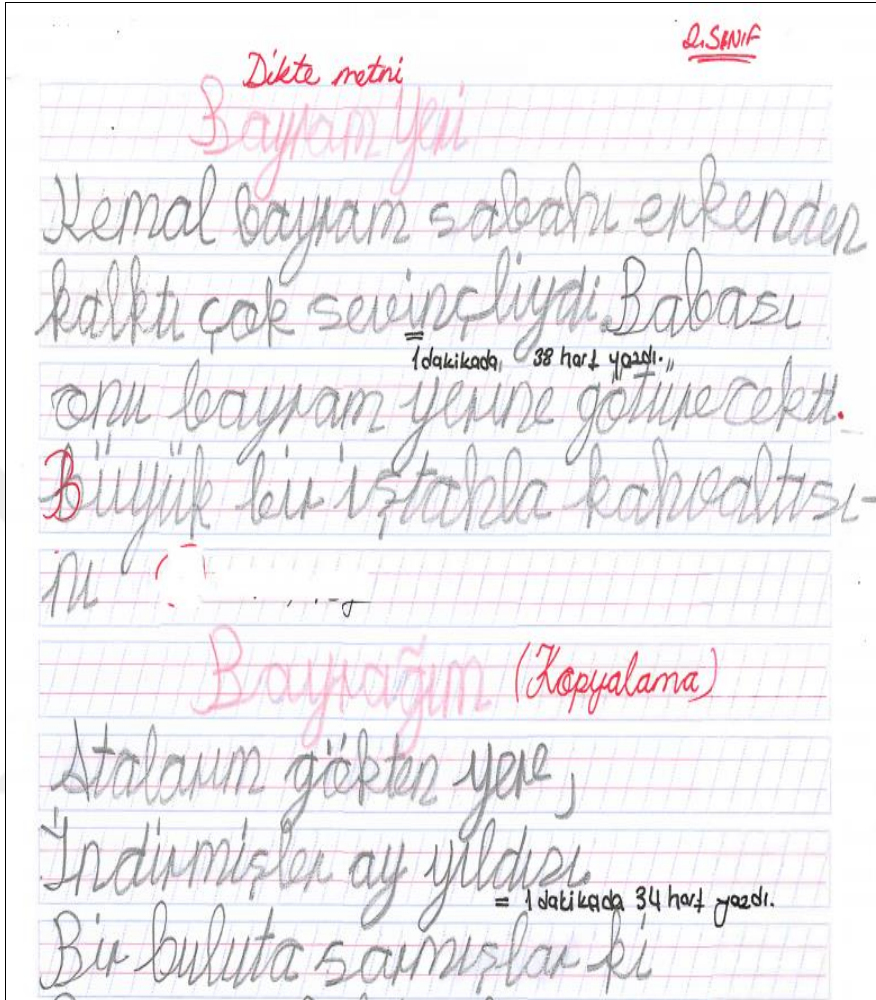 2. SINIF
Dikte metni
Bayram Yeri
Kemal bayram sabahı erkenden
kalktı çok sevinçliydi. Babası
= 1 dakikada, 38 harf yazdı.,,
onu bayram yerine götürecekti.
Büyük bir iştahla kahvaltısı-
nı
Bayrağım (Kopyalama)
Atalarım gökten yere,
İndirmişler ay yıldızı.
= 1 dakikada 34 harf yazdı.
Bir buluta sarmışlar ki